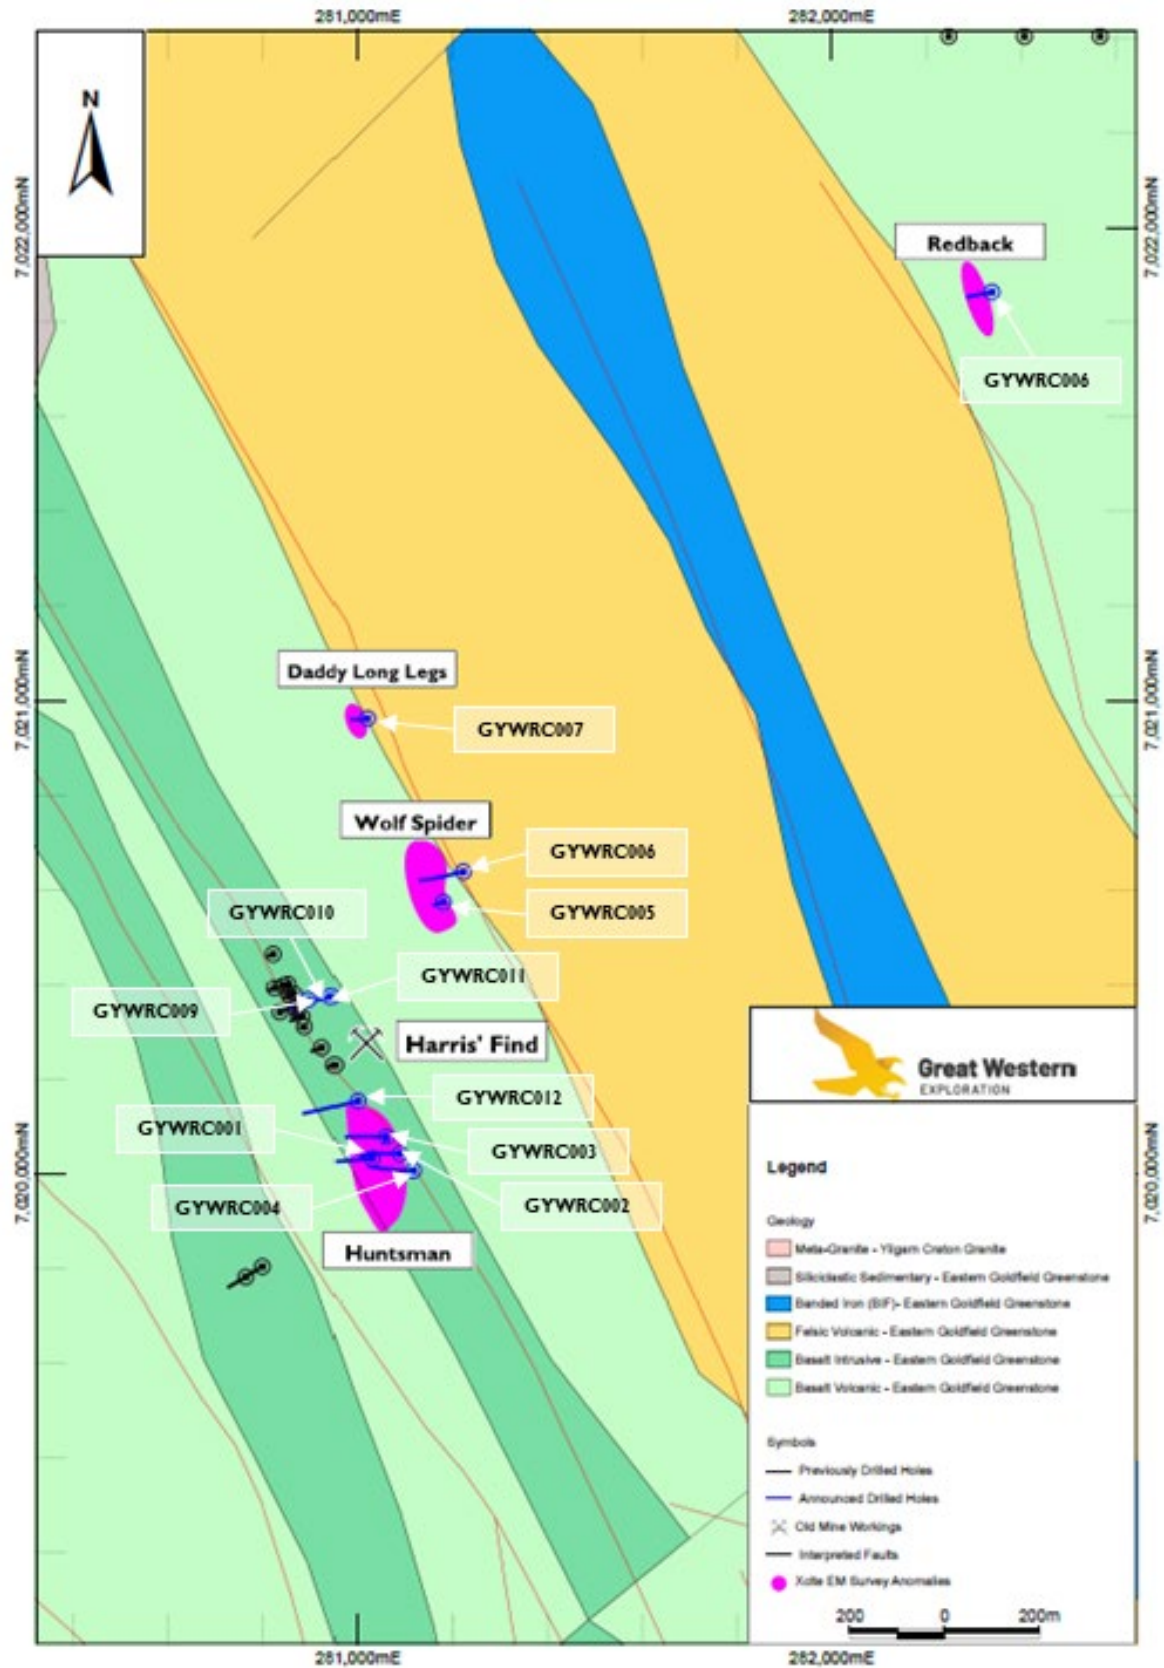 281,000mE
282,000mE
N
7,022,000mN
7,022,000mN
Redback
GYWRC006
Daddy Long Legs
7,021,000mN
7,021,000mN
GYWRC007
Wolf Spider
GYWRC006
GYWRC005
GYWRC010
GYWRC011
GYWRC009
Harris' Find
GYWRC012
GYWRC001
GYWRC003
GYWRC004
GYWRC002
7,020,000mN
7,020,000mN
Huntsman
Great Western
EXPLORATION
Legend
Geology
Meta-Granite - Yilgarn Craton Granite
Siliciclastic Sedimentary - Eastern Goldfield Greenstone
Banded Iron (BIF)- Eastern Goldfield Greenstone
Felsic Volcanic - Eastern Goldfield Greenstone
Basalt Intrusive - Eastern Goldfield Greenstone
Basalt Volcanic - Eastern Goldfield Greenstone
Symbols
Previously Drilled Holes
Announced Drilled Holes
Old Mine Workings
Interpreted Faults
Xcite EM Survey Anomalies
200 0 200m
281,000mE
282,000mE